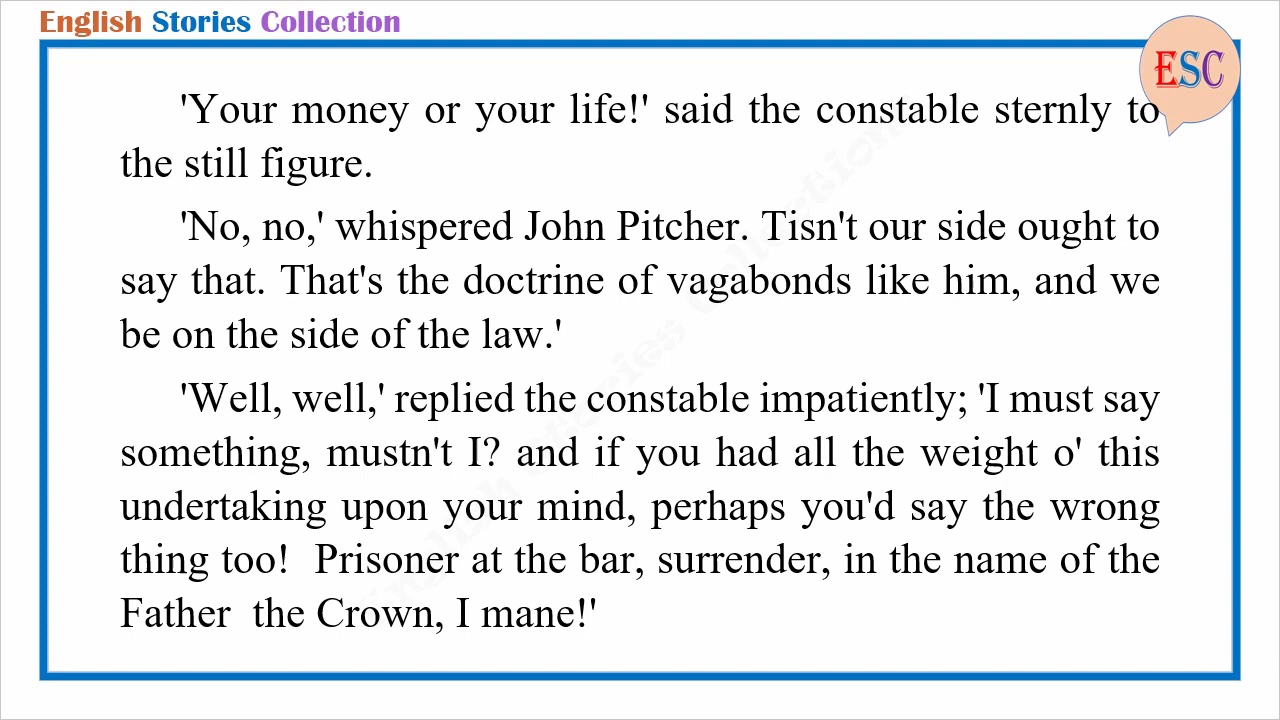 English Stories Collection
ESC
'Your money or your life!' said the constable sternly to
the still figure.
'No, no,' whispered John Pitcher. Tisn't our side ought to
say that. That's the doctrine of vagabonds like him, and we
be on the side of the law.'
'Well, well,' replied the constable impatiently; 'I must say
something, mustn't I? and if you had all the weight o' this
undertaking upon your mind, perhaps you'd say the wrong
thing too!  Prisoner at the bar, surrender, in the name of the
Father  the Crown, I mane!'
English Stories Collection